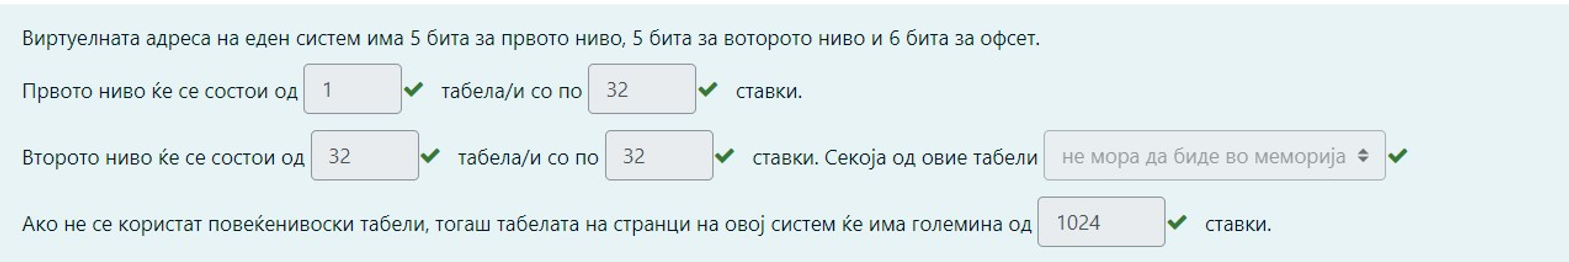 Виртуелната адреса на еден систем има 5 бита за првото ниво, 5 бита за воторото ниво и 6 бита за офсет.
Првото ниво ќе се состои од 1 табела/и со по 32 ставки.
Второто ниво ќе се состои од 32 табела/и со по 32 ставки. Секоја од овие табели не мора да биде во меморија
Ако не се користат повеќенивоски табели, тогаш табелата на странци на овој систем ќе има големина од 1024 ставки.